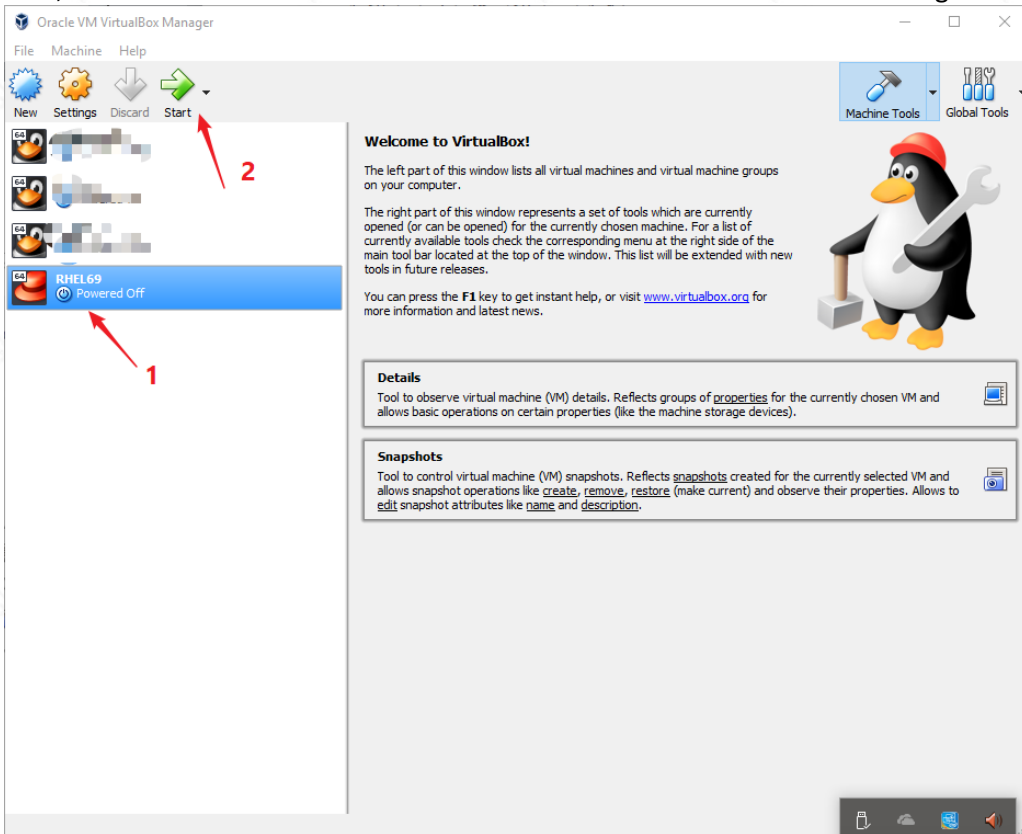 Oracle VM VirtualBox Manager
File Machine Help
New Settings Discard Start
Machine Tools Global Tools
64
64
64
64 RHEL69
Powered Off
1
2
Welcome to VirtualBox!
The left part of this window lists all virtual machines and virtual machine groups
on your computer.
The right part of this window represents a set of tools which are currently
opened (or can be opened) for the currently chosen machine. For a list of
currently available tools check the corresponding menu at the right side of the
main tool bar located at the top of the window. This list will be extended with new
tools in future releases.
You can press the F1 key to get instant help, or visit www.virtualbox.org for
more information and latest news.
Details
Tool to observe virtual machine (VM) details. Reflects groups of properties for the currently chosen VM and
allows basic operations on certain properties (like the machine storage devices).
Snapshots
Tool to control virtual machine (VM) snapshots. Reflects snapshots created for the currently selected VM and
allows snapshot operations like create, remove, restore (make current) and observe their properties. Allows to
edit snapshot attributes like name and description.